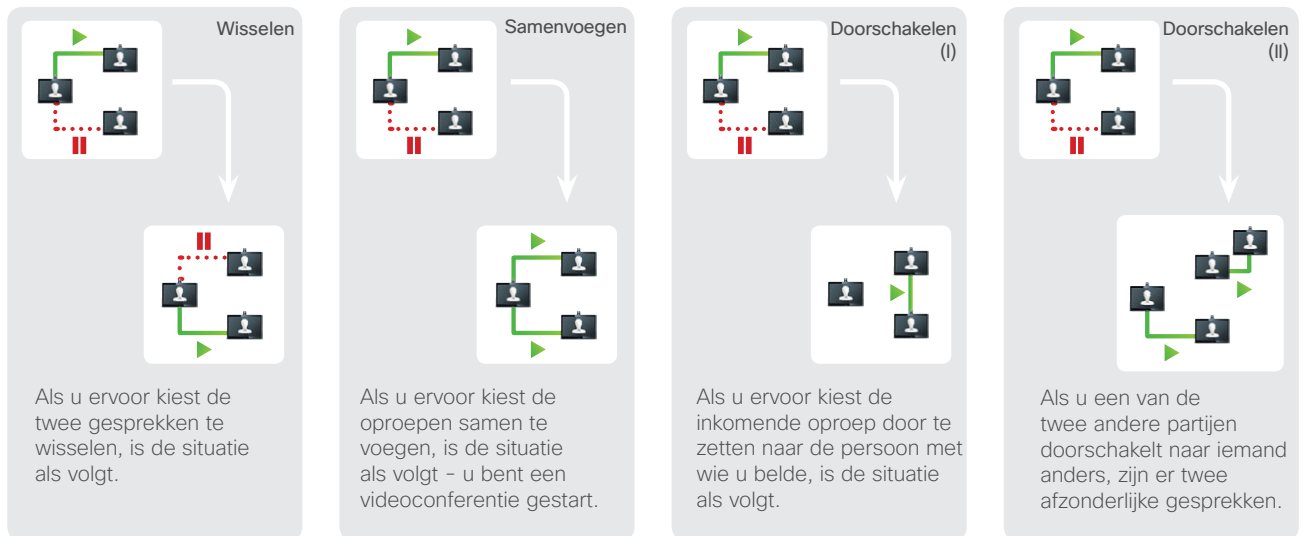 Wisselen
Als u ervoor kiest de
twee gesprekken te
wisselen, is de situatie
als volgt.
Samenvoegen
Als u ervoor kiest de
oproepen samen te
voegen, is de situatie
als volgt – u bent een
videoconferentie gestart.
Doorschakelen
(I)
Als u ervoor kiest de
inkomende oproep door te
zetten naar de persoon met
wie u belde, is de situatie
als volgt.
Doorschakelen
(II)
Als u een van de
twee andere partijen
doorschakelt naar iemand
anders, zijn er twee
afzonderlijke gesprekken.